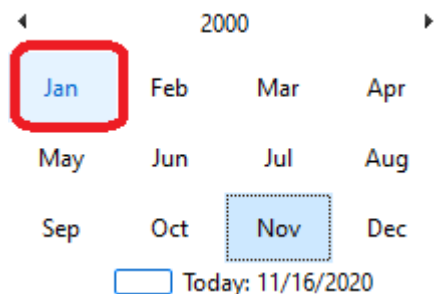 2000
Jan Feb Mar Apr
May Jun Jul Aug
Sep Oct Nov Dec
Today: 11/16/2020